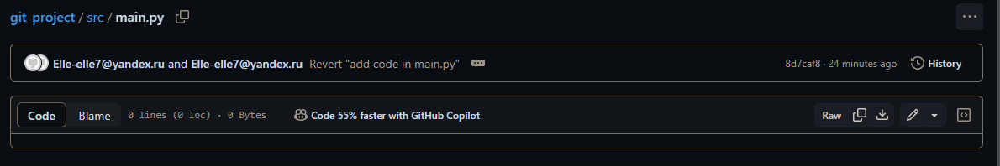 git_project / src / main.py
Elle-elle7@yandex.ru and Elle-elle7@yandex.ru Revert "add code in main.py" 8d7caf8 · 24 minutes ago History
Code Blame 0 lines (0 loc) · 0 Bytes Code 55% faster with GitHub Copilot Raw